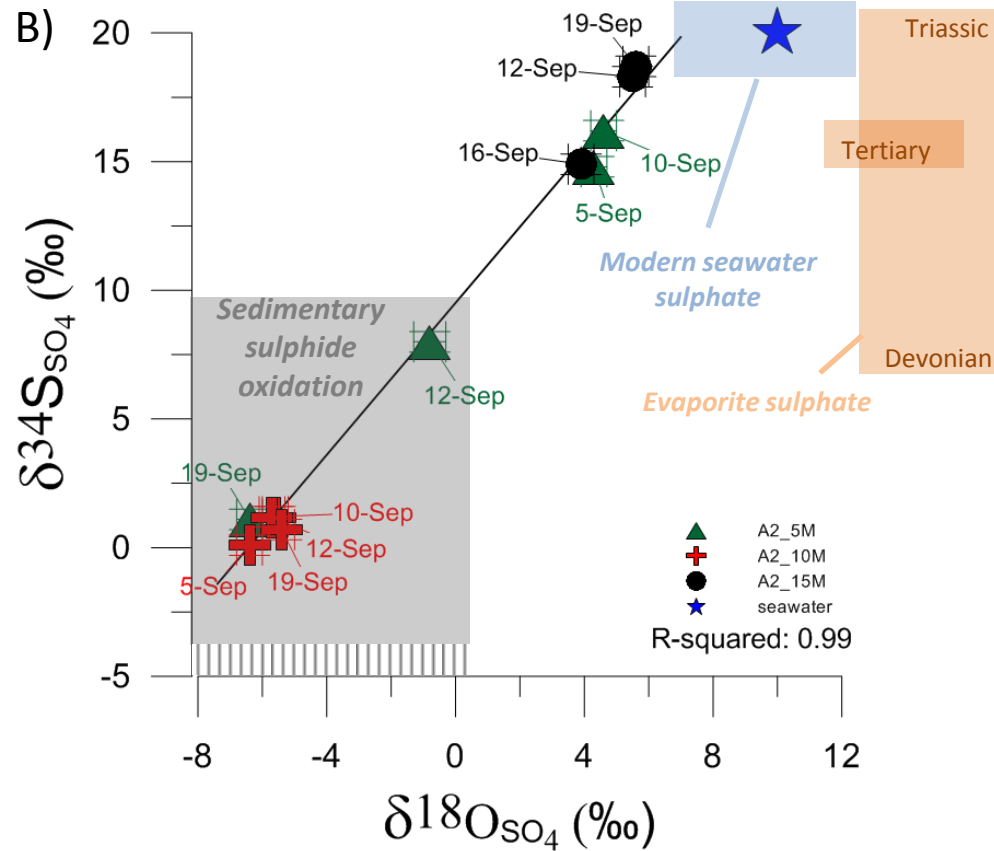 B)
20
15
10
5
0
-5
δ34SSO4 (‰)
19-Sep
12-Sep
16-Sep
10-Sep
5-Sep
Triassic
Tertiary
Devonian
Modern seawater
sulphate
Evaporite sulphate
Sedimentary
sulphide
oxidation
12-Sep
19-Sep
10-Sep
12-Sep
19-Sep
5-Sep
A2_5M
A2_10M
A2_15M
seawater
R-squared: 0.99
-8
-4
0
4
8
12
δ18OSO4 (‰)